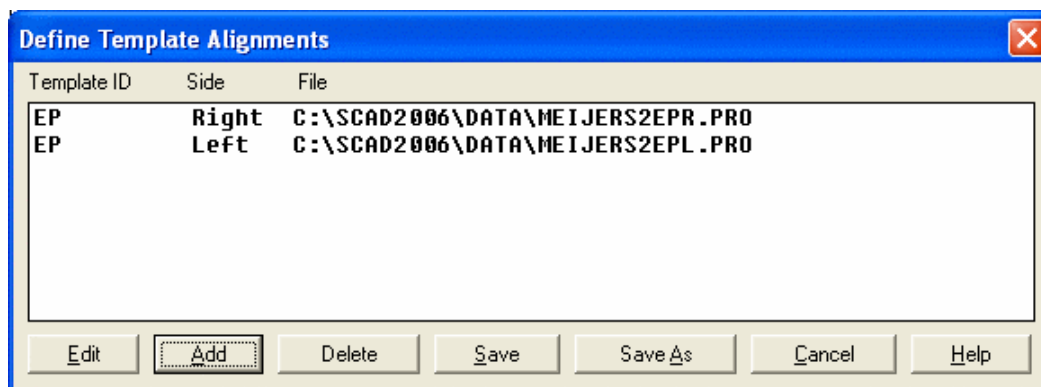 Define Template Alignments
Template ID Side File
EP Right C:\SCAD2006\DATA\MEIJERS2EPR.PRO
EP Left C:\SCAD2006\DATA\MEIJERS2EPL.PRO
Edit Add Delete Save Save As Cancel Help